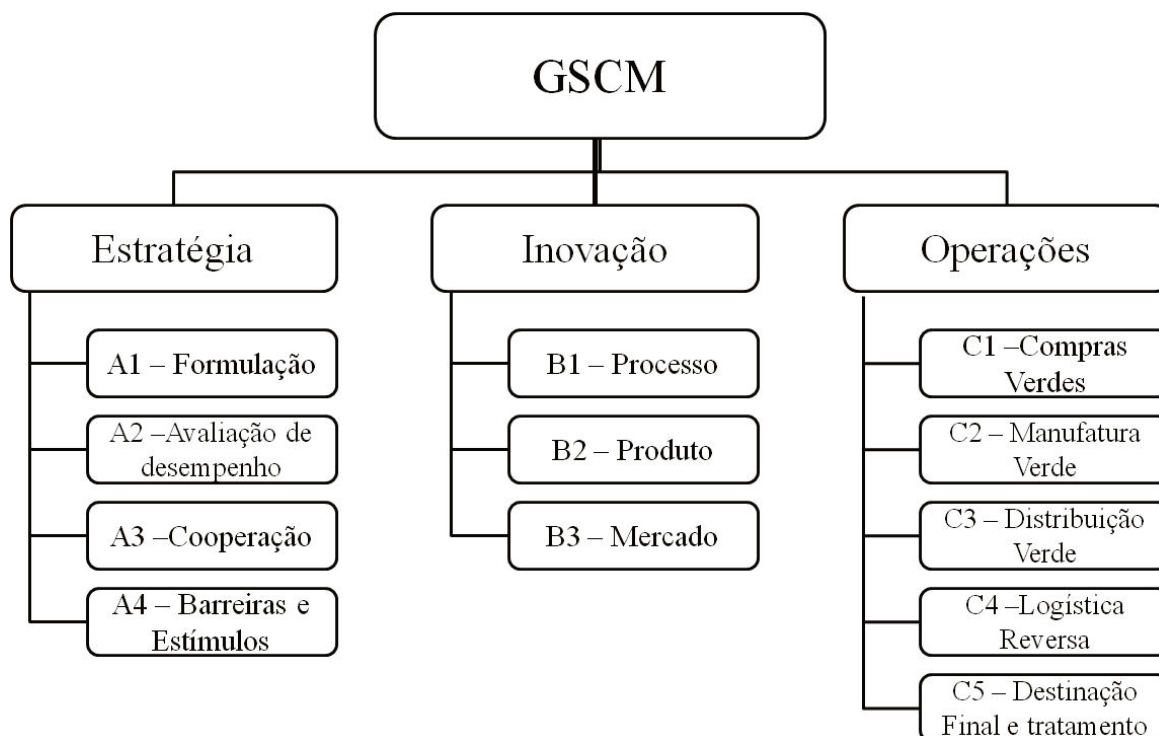 GSCM
Estratégia
A1 – Formulação
A2 –Avaliação de
desempenho
A3 –Cooperação
A4 – Barreiras e
Estímulos
Inovação
B1 – Processo
B2 – Produto
B3 – Mercado
Operações
C1 –Compras
Verdes
C2 – Manufatura
Verde
C3 – Distribuição
Verde
C4 –Logística
Reversa
C5 – Destinação
Final e tratamento